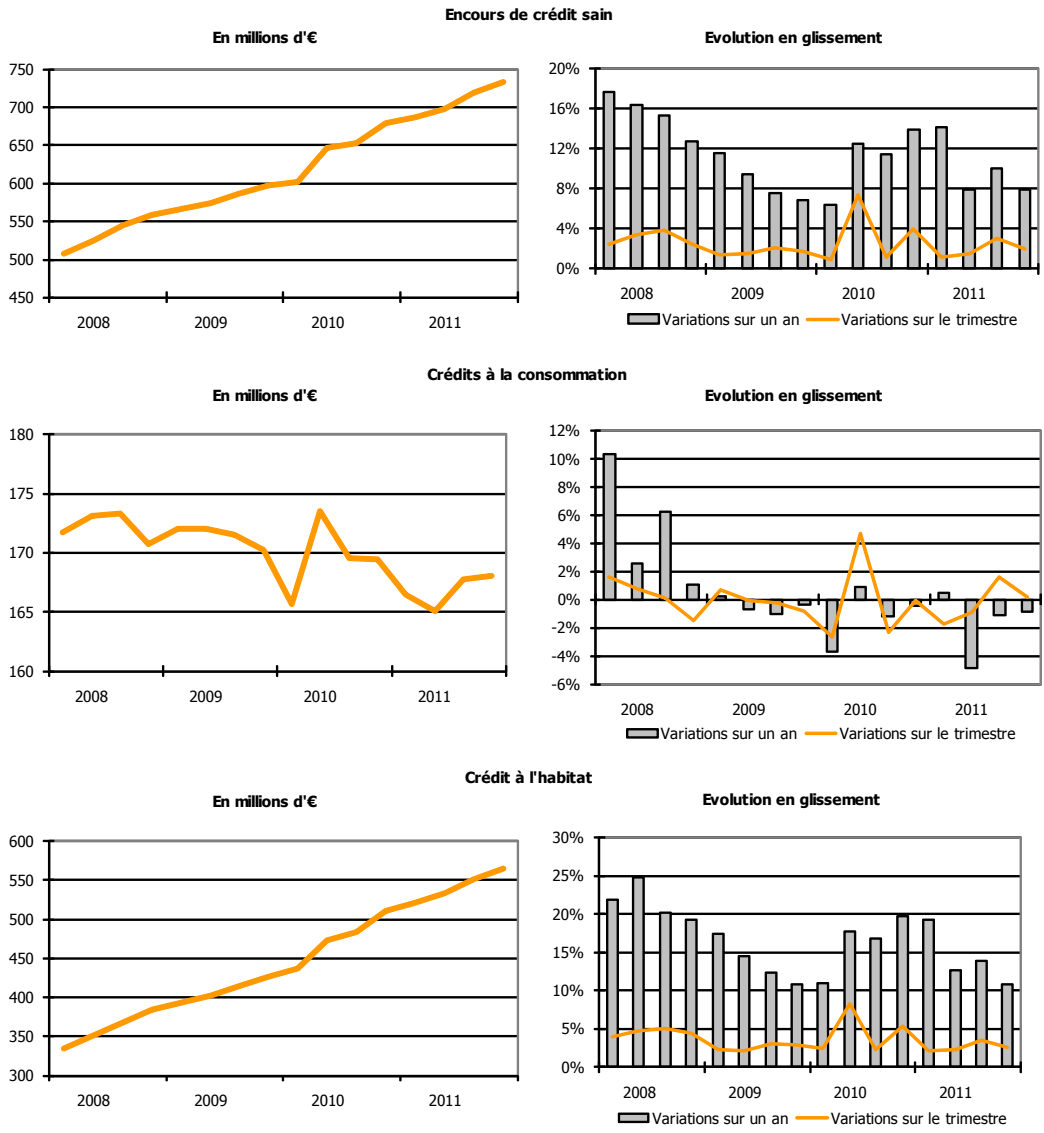 Encours de crédit sain
En millions d'€
Evolution en glissement
750
700
650
600
550
500
450
2008 2009 2010 2011
20%
16%
12%
8%
4%
0%
2008 2009 2010 2011
Variations sur un an Variations sur le trimestre
Crédits à la consommation
En millions d'€
Evolution en glissement
180
175
170
165
160
2008 2009 2010 2011
12%
10%
8%
6%
4%
2%
0%
-2%
-4%
-6%
2008 2009 2010 2011
Variations sur un an Variations sur le trimestre
Crédit à l'habitat
En millions d'€
Evolution en glissement
600
550
500
450
400
350
300
2008 2009 2010 2011
30%
25%
20%
15%
10%
5%
0%
2008 2009 2010 2011
Variations sur un an Variations sur le trimestre